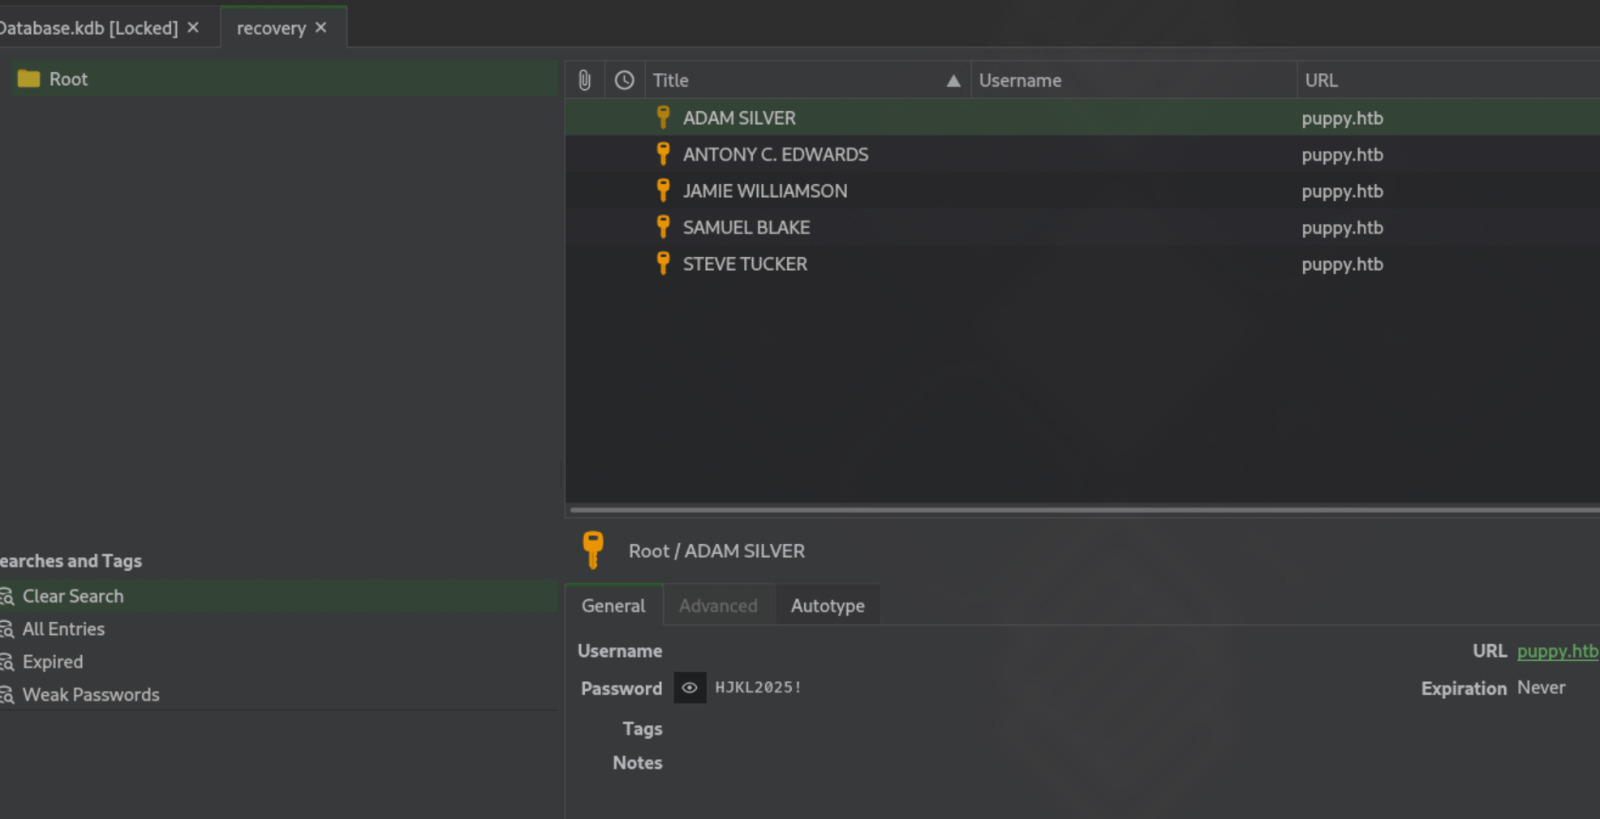 Database.kdb [Locked] ✕ recovery ✕
Root
Title ▲ Username URL
ADAM SILVER puppy.htb
ANTONY C. EDWARDS puppy.htb
JAMIE WILLIAMSON puppy.htb
SAMUEL BLAKE puppy.htb
STEVE TUCKER puppy.htb
earches and Tags
Clear Search
All Entries
Expired
Weak Passwords
Root / ADAM SILVER
General Advanced Autotype
Username URL puppy.htb
Password HJKL2025! Expiration Never
Tags
Notes